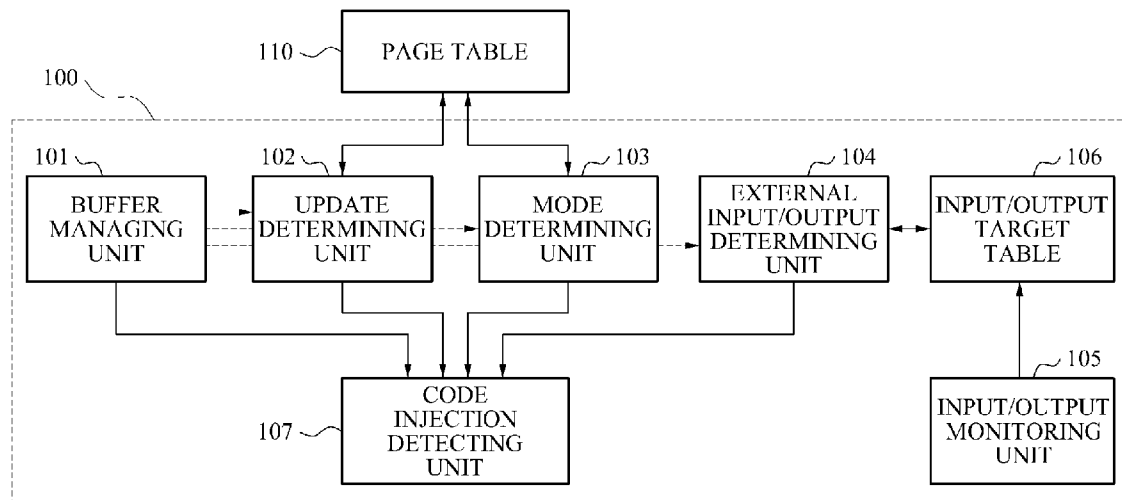 110
PAGE TABLE
100
101
BUFFER
MANAGING
UNIT
102
UPDATE
DETERMINING
UNIT
103
MODE
DETERMINING
UNIT
104
EXTERNAL
INPUT/OUTPUT
DETERMINING
UNIT
106
INPUT/OUTPUT
TARGET
TABLE
107
CODE
INJECTION
DETECTING
UNIT
105
INPUT/OUTPUT
MONITORING
UNIT